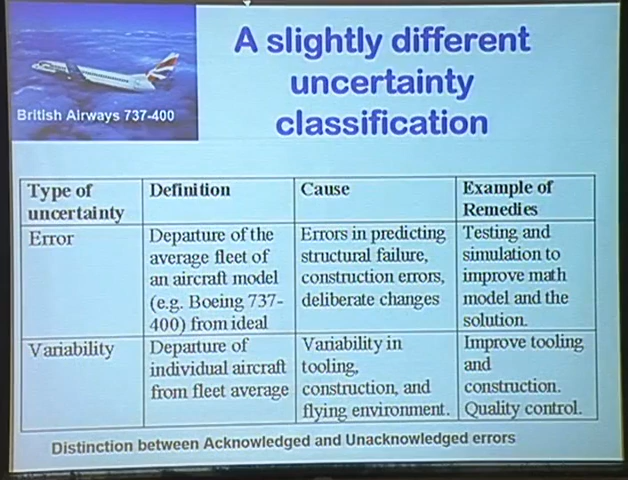 A slightly different
uncertainty
classification
British Airways 737-400
Type of
uncertainty
Definition
Cause
Example of
Remedies
Error
Departure of the
average fleet of
an aircraft model
(e.g. Boeing 737-
400) from ideal
Errors in predicting
structural failure,
construction errors,
deliberate changes
Testing and
simulation to
improve math
model and the
solution.
Variability
Departure of
individual aircraft
from fleet average
Variability in
tooling,
construction, and
flying environment.
Improve tooling
and
construction.
Quality control.
Distinction between Acknowledged and Unacknowledged errors